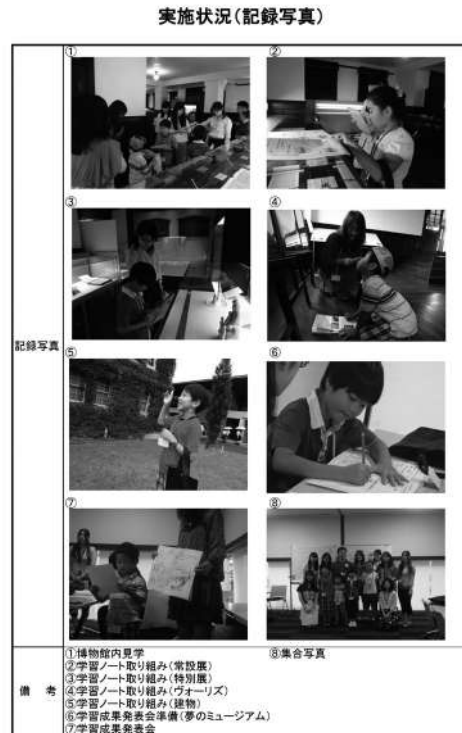 実施状況(記録写真)
①
②
③
④
記録写真
⑤
⑥
⑦
⑧
備 考
①博物館内見学
②学習ノート取り組み(常設展)
③学習ノート取り組み(特別展)
④学習ノート取り組み(ヴォーリズ)
⑤学習ノート取り組み(建物)
⑥学習成果発表会準備(夢のミュージアム)
⑦学習成果発表会
⑧集合写真